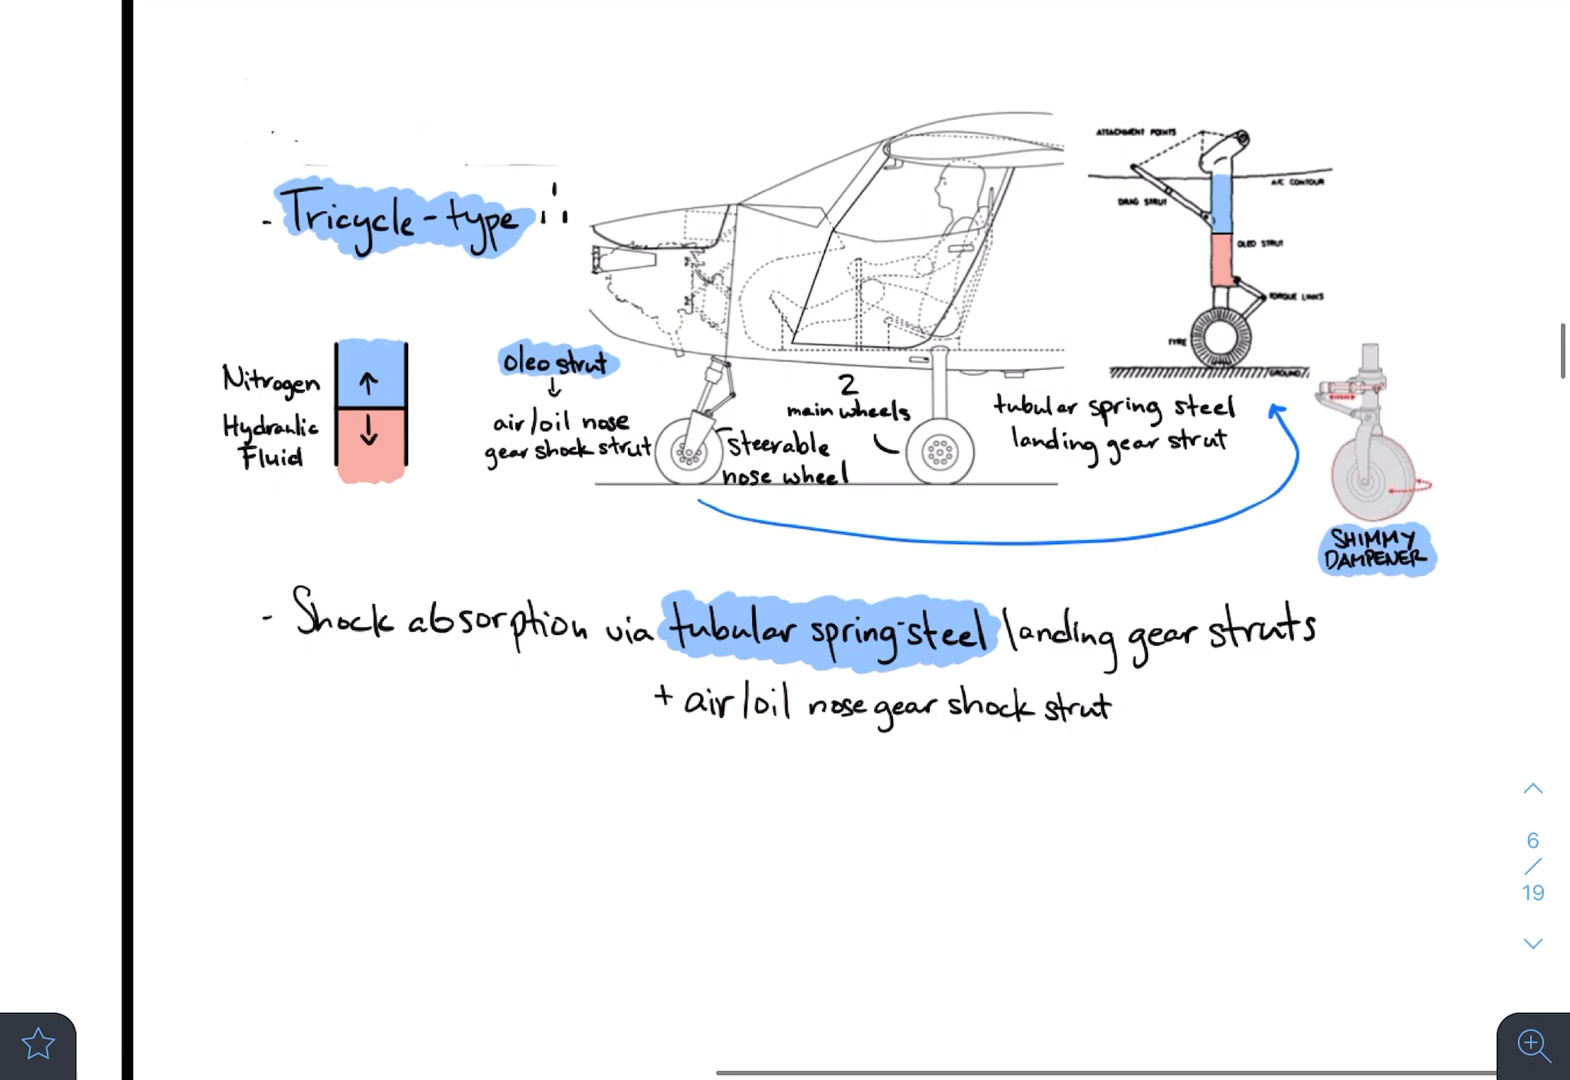 - Tricycle-type
Nitrogen
Hydraulic
Fluid
Oleo strut
air/oil nose
gear shock strut
steerable
nose wheel
2
main wheels
tubular spring steel
landing gear strut
ATTACHMENT POINTS
A/C CONTOUR
DRAG STRUT
OLEO STRUT
TORQUE LINKS
TYRE
GROUND
SHIMMY
DAMPENER
- Shock absorption via tubular spring-steel landing gear struts
+ air/oil nose gear shock strut
6
/
19